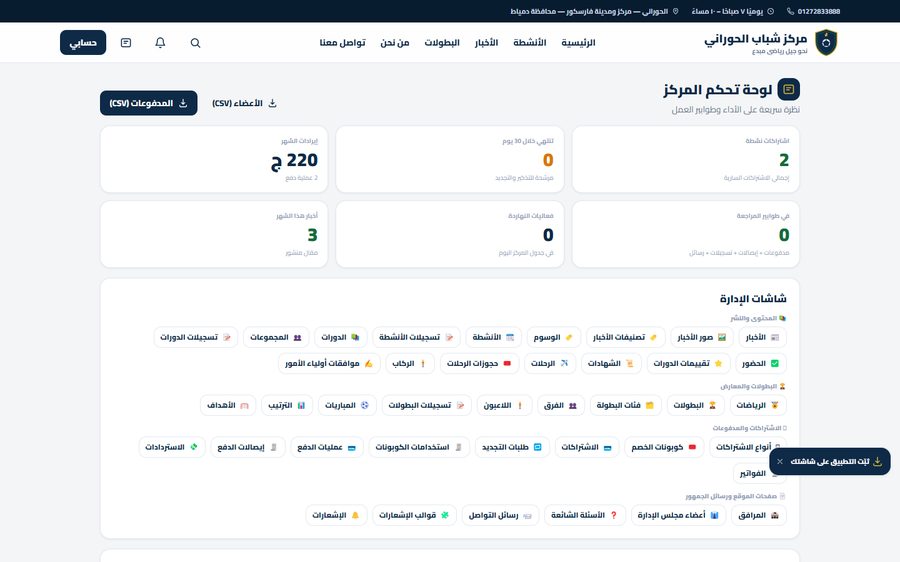 01272833888 يوميًا ٧ صباحًا – ١٠ مساءً الحوراني — مركز ومدينة فارسكور — محافظة دمياط
مركز شباب الحوراني
نحو جيل رياضي مبدع
الرئيسية الأنشطة الأخبار البطولات من نحن تواصل معنا
حسابي
لوحة تحكم المركز
نظرة سريعة على الأداء وطوابير العمل
الأعضاء (CSV) المدفوعات (CSV)
اشتراكات نشطة
2
إجمالي الاشتراكات السارية
تنتهي خلال 30 يوم
0
مرشحة للتذكير والتجديد
إيرادات الشهر
220 ج
2 عملية دفع
في طوابير المراجعة
0
مدفوعات + إيصالات + تسجيلات + رسائل
فعاليات النهاردة
0
في جدول المركز اليوم
أخبار هذا الشهر
3
مقال منشور
شاشات الإدارة
المحتوى والنشر
الأخبار صور الأخبار تصنيفات الأخبار الوسوم الأنشطة تسجيلات الأنشطة الدورات المجموعات تسجيلات الدورات
الحضور تقييمات الدورات الشهادات الرحلات حجوزات الرحلات الركاب موافقات أولياء الأمور
البطولات والمعارض
الرياضات البطولات فئات البطولة الفرق اللاعبون تسجيلات البطولات المباريات الترتيب الأهداف
الاشتراكات والمدفوعات
أنواع الاشتراكات كوبونات الخصم الاشتراكات طلبات التجديد استخدامات الكوبونات عمليات الدفع إيصالات الدفع الاستردادات
الفواتير
ثبّت التطبيق على شاشتك
صفحات الموقع ورسائل الجمهور
المرافق أعضاء مجلس الإدارة الأسئلة الشائعة رسائل التواصل قوالب الإشعارات الإشعارات